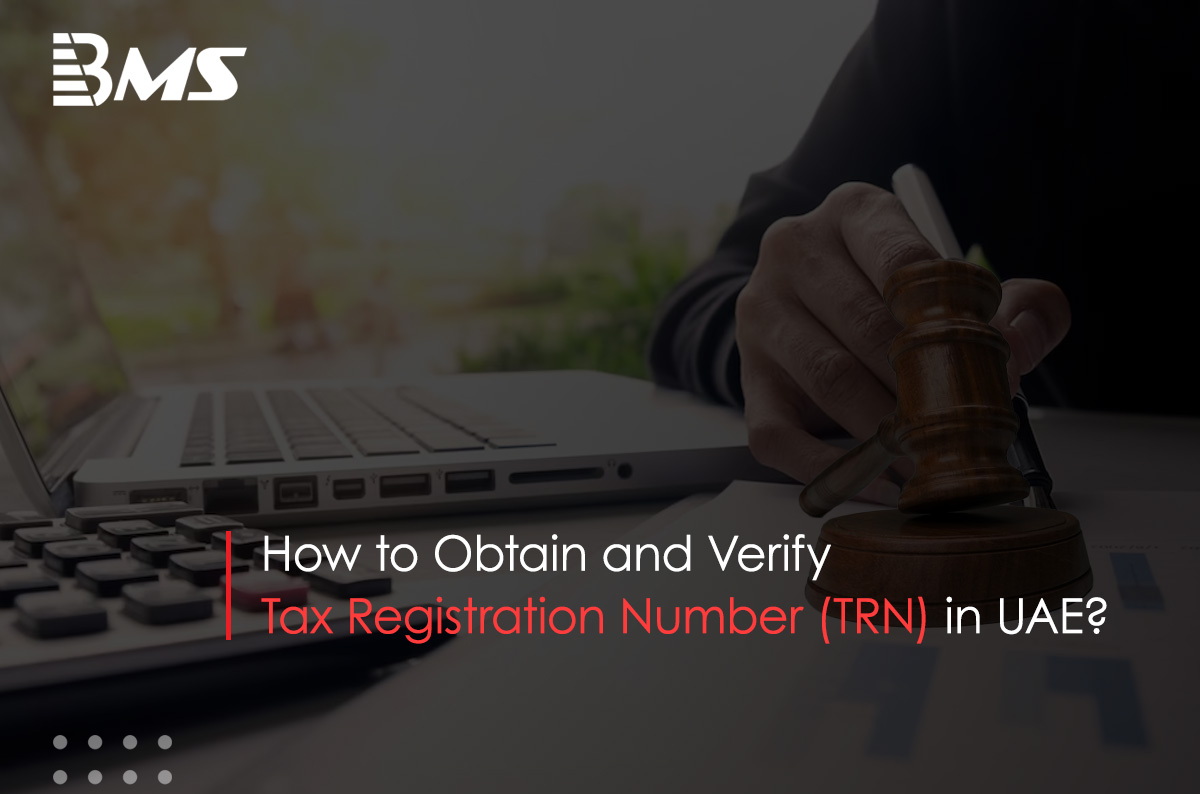 BMS
How to Obtain and Verify
Tax Registration Number (TRN) in UAE?